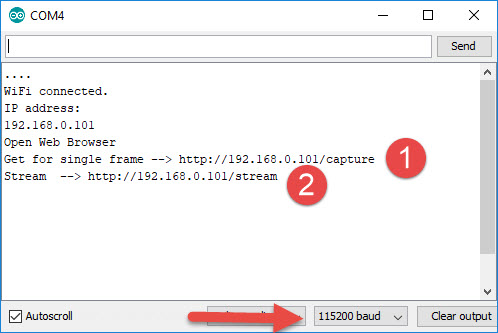 COM4
Send
....
WiFi connected.
IP address:
192.168.0.101
Open Web Browser
Get for single frame --> http://192.168.0.101/capture
1
Stream  --> http://192.168.0.101/stream
2
Autoscroll
115200 baud
Clear output